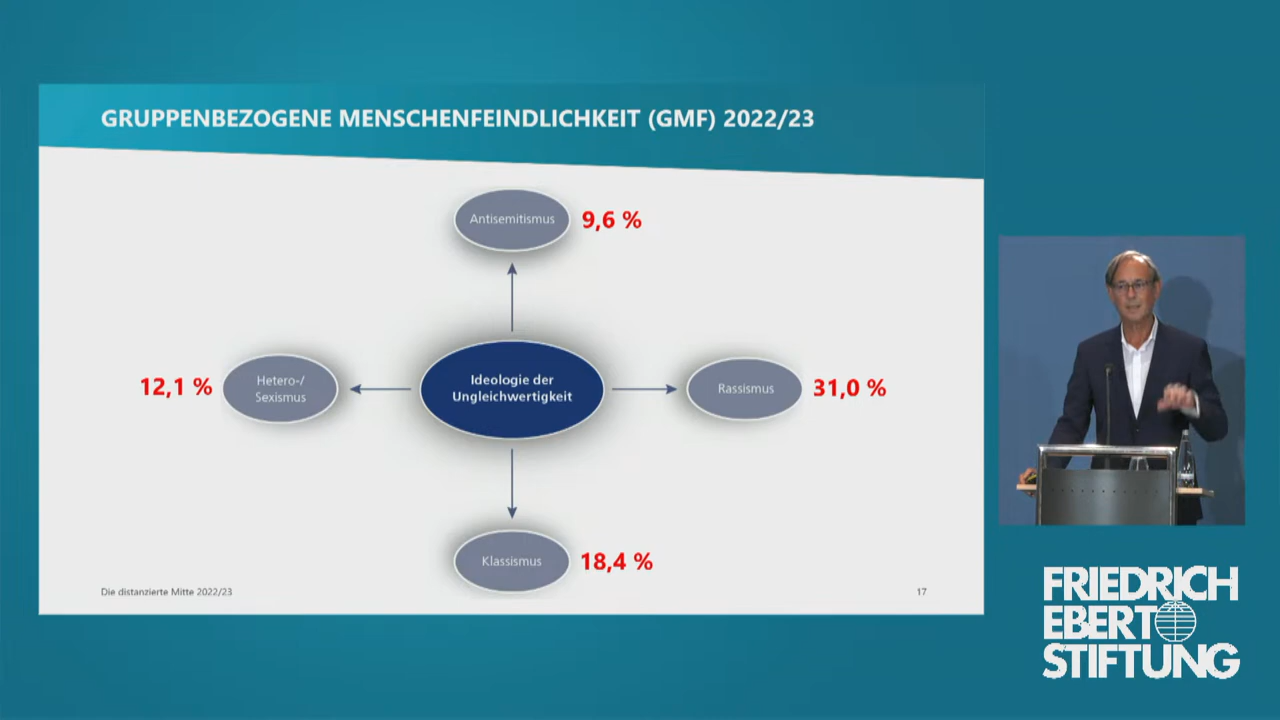 GRUPPENBEZOGENE MENSCHENFEINDLICHKEIT (GMF) 2022/23
Antisemitismus
9,6 %
12,1 %
Hetero-/
Sexismus
Ideologie der
Ungleichwertigkeit
Rassismus
31,0 %
Klassismus
18,4 %
Die distanzierte Mitte 2022/23
17
FRIEDRICH
EBERT
STIFTUNG